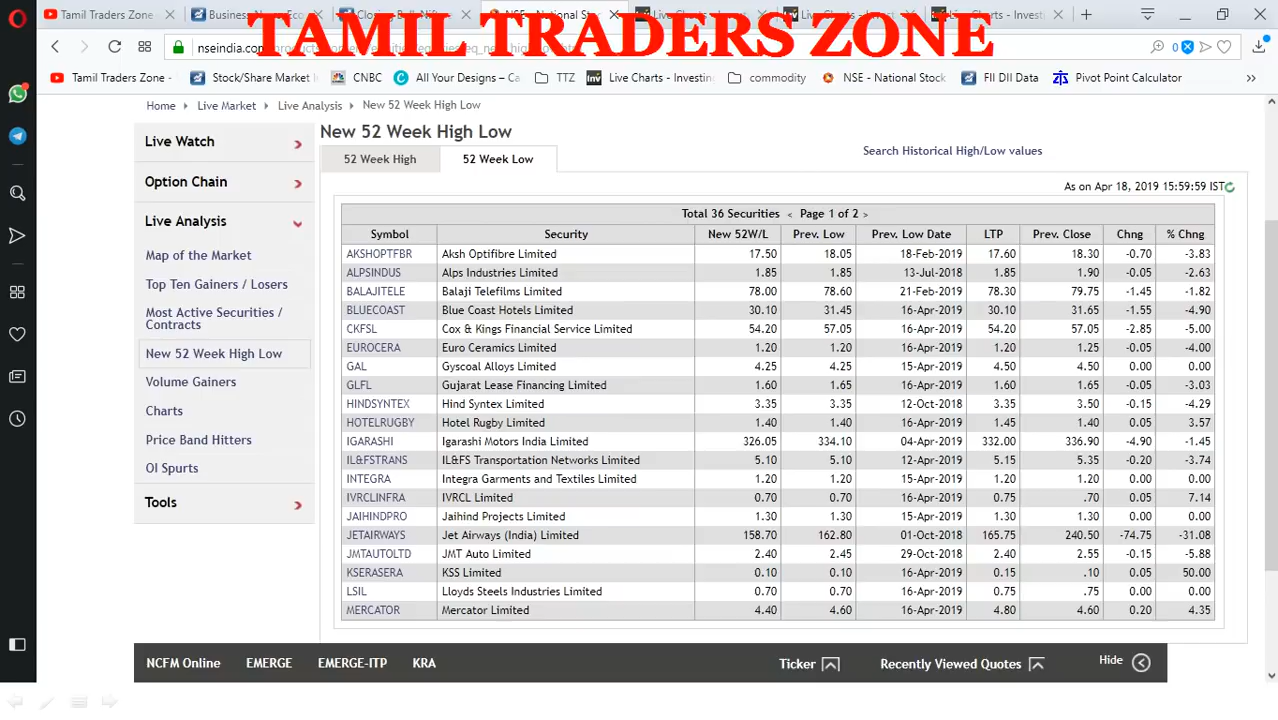 Tamil Traders Zone
Business News
Closing Bell: Nifty
NSE - National Sto
Live Charts - Investi
Live Charts - Invest
Live Charts - Investi
TAMIL TRADERS ZONE
nseindia.com
0
Tamil Traders Zone -
Stock/Share Market
CNBC
All Your Designs – Ca
TTZ
Live Charts - Investing
commodity
NSE - National Stock
FII DII Data
Pivot Point Calculator
Home Live Market Live Analysis New 52 Week High Low
Live Watch
Option Chain
Live Analysis
Map of the Market
Top Ten Gainers / Losers
Most Active Securities /
Contracts
New 52 Week High Low
Volume Gainers
Charts
Price Band Hitters
OI Spurts
Tools
New 52 Week High Low
52 Week High 52 Week Low
Search Historical High/Low values
As on Apr 18, 2019 15:59:59 IST
Total 36 Securities < Page 1 of 2 >
Symbol Security New 52W/L Prev. Low Prev. Low Date LTP Prev. Close Chng % Chng
AKSHOPTFBR Aksh Optifibre Limited 17.50 18.05 18-Feb-2019 17.60 18.30 -0.70 -3.83
ALPSINDUS Alps Industries Limited 1.85 1.85 13-Jul-2018 1.85 1.90 -0.05 -2.63
BALAJITELE Balaji Telefilms Limited 78.00 78.60 21-Feb-2019 78.30 79.75 -1.45 -1.82
BLUECOAST Blue Coast Hotels Limited 30.10 31.45 16-Apr-2019 30.10 31.65 -1.55 -4.90
CKFSL Cox & Kings Financial Service Limited 54.20 57.05 16-Apr-2019 54.20 57.05 -2.85 -5.00
EUROCERA Euro Ceramics Limited 1.20 1.20 16-Apr-2019 1.20 1.25 -0.05 -4.00
GAL Gyscoal Alloys Limited 4.25 4.25 15-Apr-2019 4.50 4.50 0.00 0.00
GLFL Gujarat Lease Financing Limited 1.60 1.65 16-Apr-2019 1.60 1.65 -0.05 -3.03
HINDSYNTEX Hind Syntex Limited 3.35 3.35 12-Oct-2018 3.35 3.50 -0.15 -4.29
HOTELRUGBY Hotel Rugby Limited 1.40 1.40 16-Apr-2019 1.45 1.40 0.05 3.57
IGARASHI Igarashi Motors India Limited 326.05 334.10 04-Apr-2019 332.00 336.90 -4.90 -1.45
IL&FSTRANS IL&FS Transportation Networks Limited 5.10 5.10 12-Apr-2019 5.15 5.35 -0.20 -3.74
INTEGRA Integra Garments and Textiles Limited 1.20 1.20 15-Apr-2019 1.20 1.20 0.00 0.00
IVRCLINFRA IVRCL Limited 0.70 0.70 16-Apr-2019 0.75 .70 0.05 7.14
JAIHINDPRO Jaihind Projects Limited 1.30 1.30 15-Apr-2019 1.30 1.30 0.00 0.00
JETAIRWAYS Jet Airways (India) Limited 158.70 162.80 01-Oct-2018 165.75 240.50 -74.75 -31.08
JMTAUTOLTD JMT Auto Limited 2.40 2.45 29-Oct-2018 2.40 2.55 -0.15 -5.88
KSERASERA KSS Limited 0.10 0.10 16-Apr-2019 0.15 .10 0.05 50.00
LSIL Lloyds Steels Industries Limited 0.70 0.70 16-Apr-2019 0.75 .75 0.00 0.00
MERCATOR Mercator Limited 4.40 4.60 16-Apr-2019 4.80 4.60 0.20 4.35
NCFM Online EMERGE EMERGE-ITP KRA Ticker Recently Viewed Quotes Hide